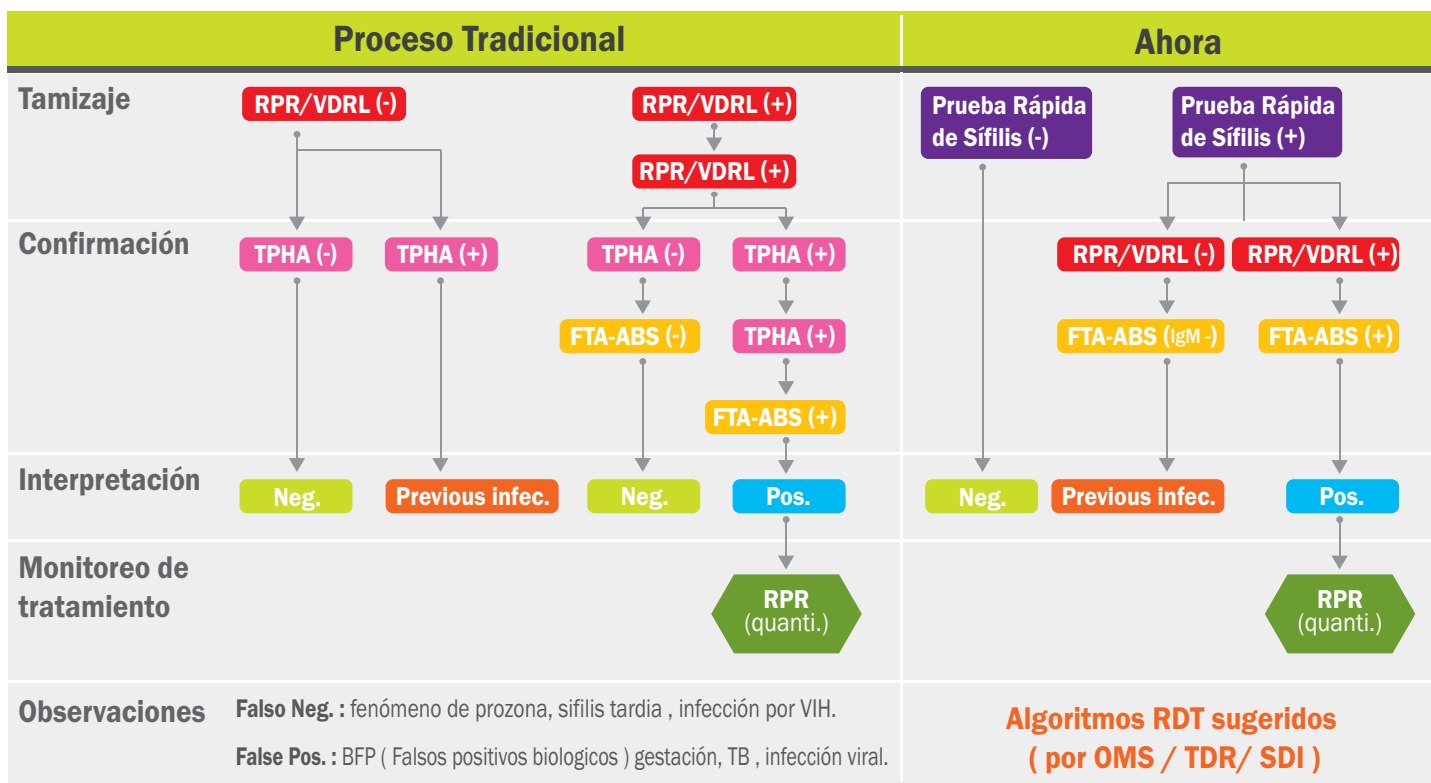 Proceso Tradicional
Ahora
Tamizaje
RPR/VDRL (-)
RPR/VDRL (+)
RPR/VDRL (+)
Prueba Rápida
de Sífilis (-)
Prueba Rápida
de Sífilis (+)
Confirmación
TPHA (-)
TPHA (+)
TPHA (-)
TPHA (+)
RPR/VDRL (-)
RPR/VDRL (+)
FTA-ABS (-)
TPHA (+)
FTA-ABS (IgM -)
FTA-ABS (+)
FTA-ABS (+)
Interpretación
Neg.
Previous infec.
Neg.
Pos.
Neg.
Previous infec.
Pos.
Monitoreo de
tratamiento
RPR
(quanti.)
RPR
(quanti.)
Observaciones
Falso Neg. : fenómeno de prozona, sifilis tardia , infección por VIH.
False Pos. : BFP ( Falsos positivos biologicos ) gestación, TB , infección viral.
Algoritmos RDT sugeridos
( por OMS / TDR/ SDI )